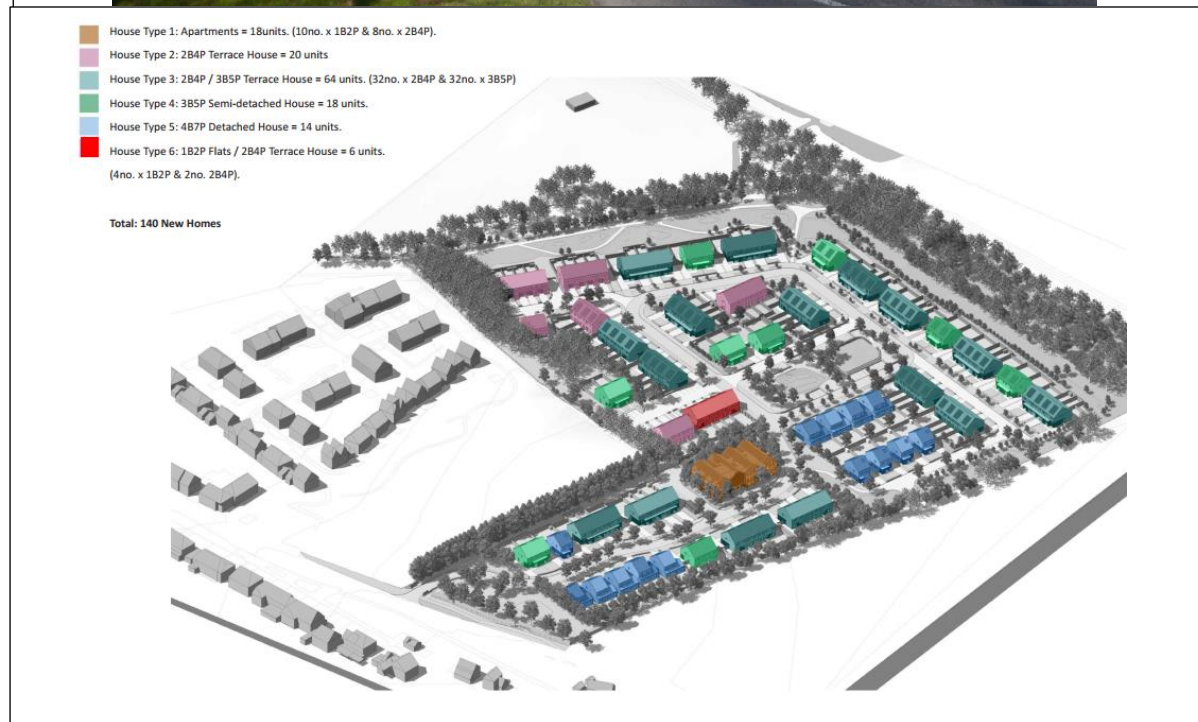 House Type 1: Apartments = 18units. (10no. x 1B2P & 8no. x 2B4P).
House Type 2: 2B4P Terrace House = 20 units
House Type 3: 2B4P / 3B5P Terrace House = 64 units. (32no. x 2B4P & 32no. x 3B5P)
House Type 4: 3B5P Semi-detached House = 18 units.
House Type 5: 4B7P Detached House = 14 units.
House Type 6: 1B2P Flats / 2B4P Terrace House = 6 units.
(4no. x 1B2P & 2no. 2B4P).
Total: 140 New Homes